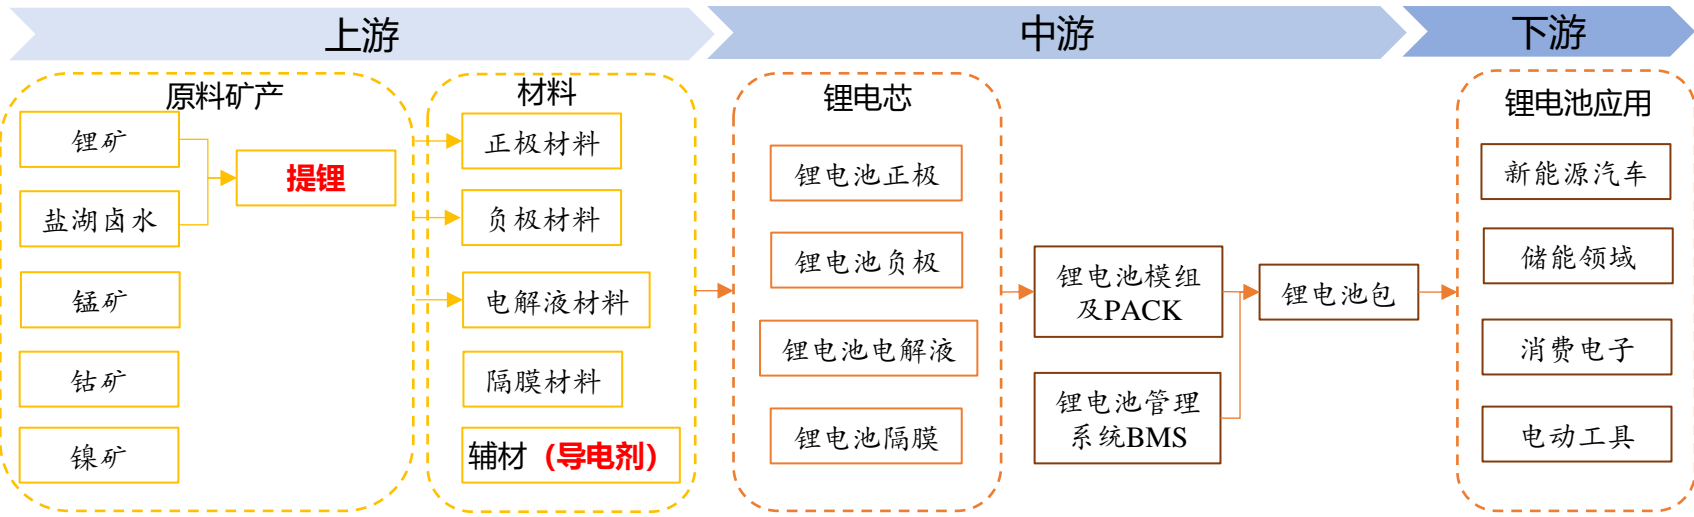 上游
中游
下游
原料矿产
锂矿
盐湖卤水
提锂
锰矿
钴矿
镍矿
材料
正极材料
负极材料
电解液材料
隔膜材料
辅材（导电剂）
锂电芯
锂电池正极
锂电池负极
锂电池电解液
锂电池隔膜
锂电池模组
及PACK
锂电池管理
系统BMS
锂电池包
锂电池应用
新能源汽车
储能领域
消费电子
电动工具